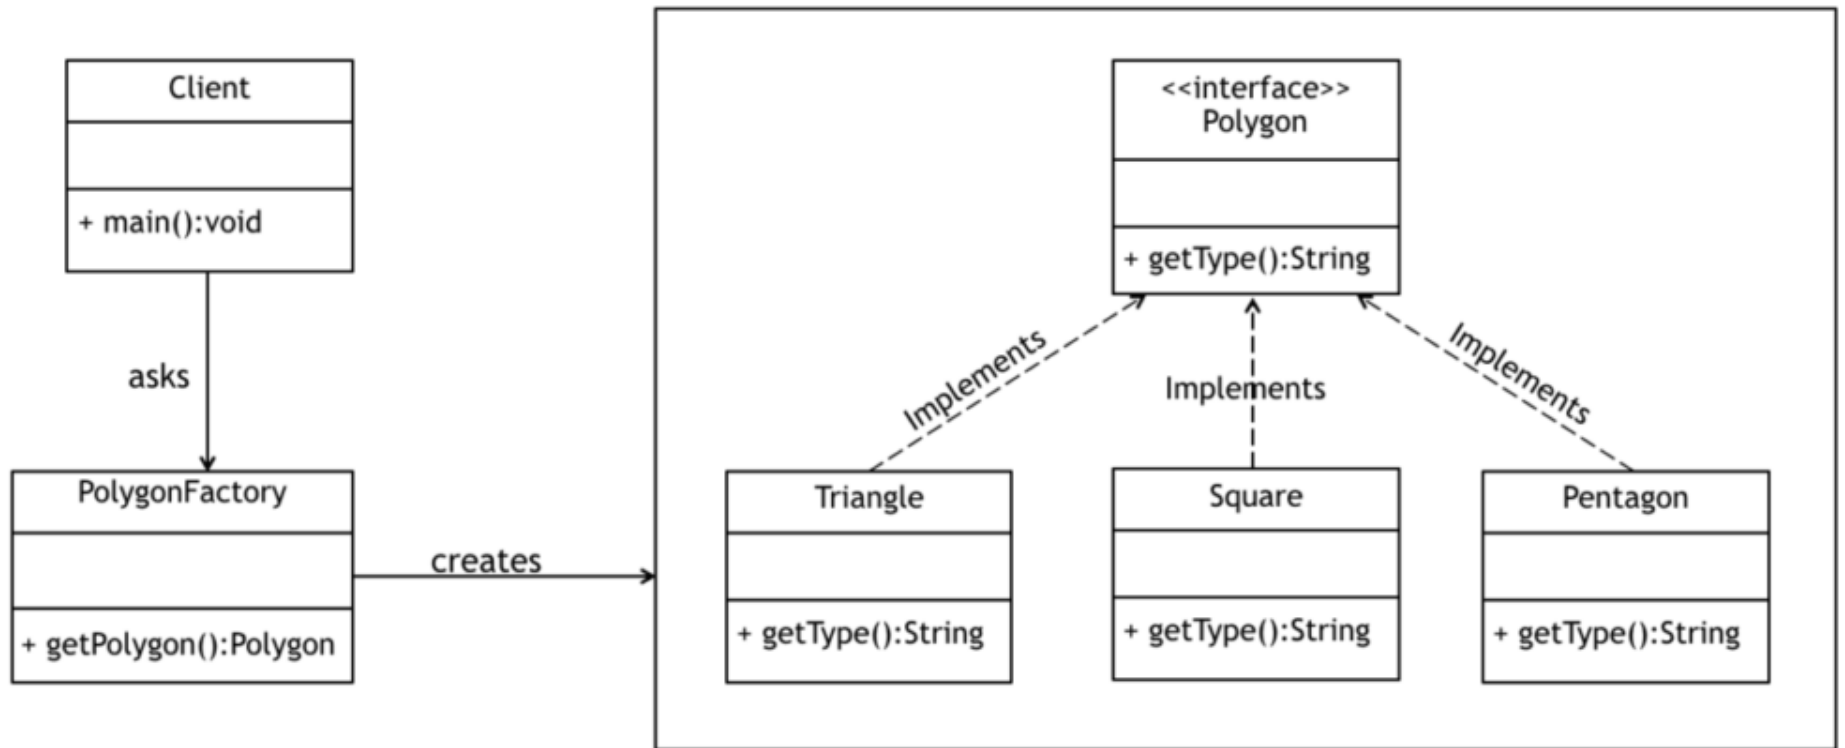 Client
+ main():void
asks
PolygonFactory
+ getPolygon():Polygon
creates
<<interface>>
Polygon
+ getType():String
Implements
Implements
Implements
Triangle
+ getType():String
Square
+ getType():String
Pentagon
+ getType():String